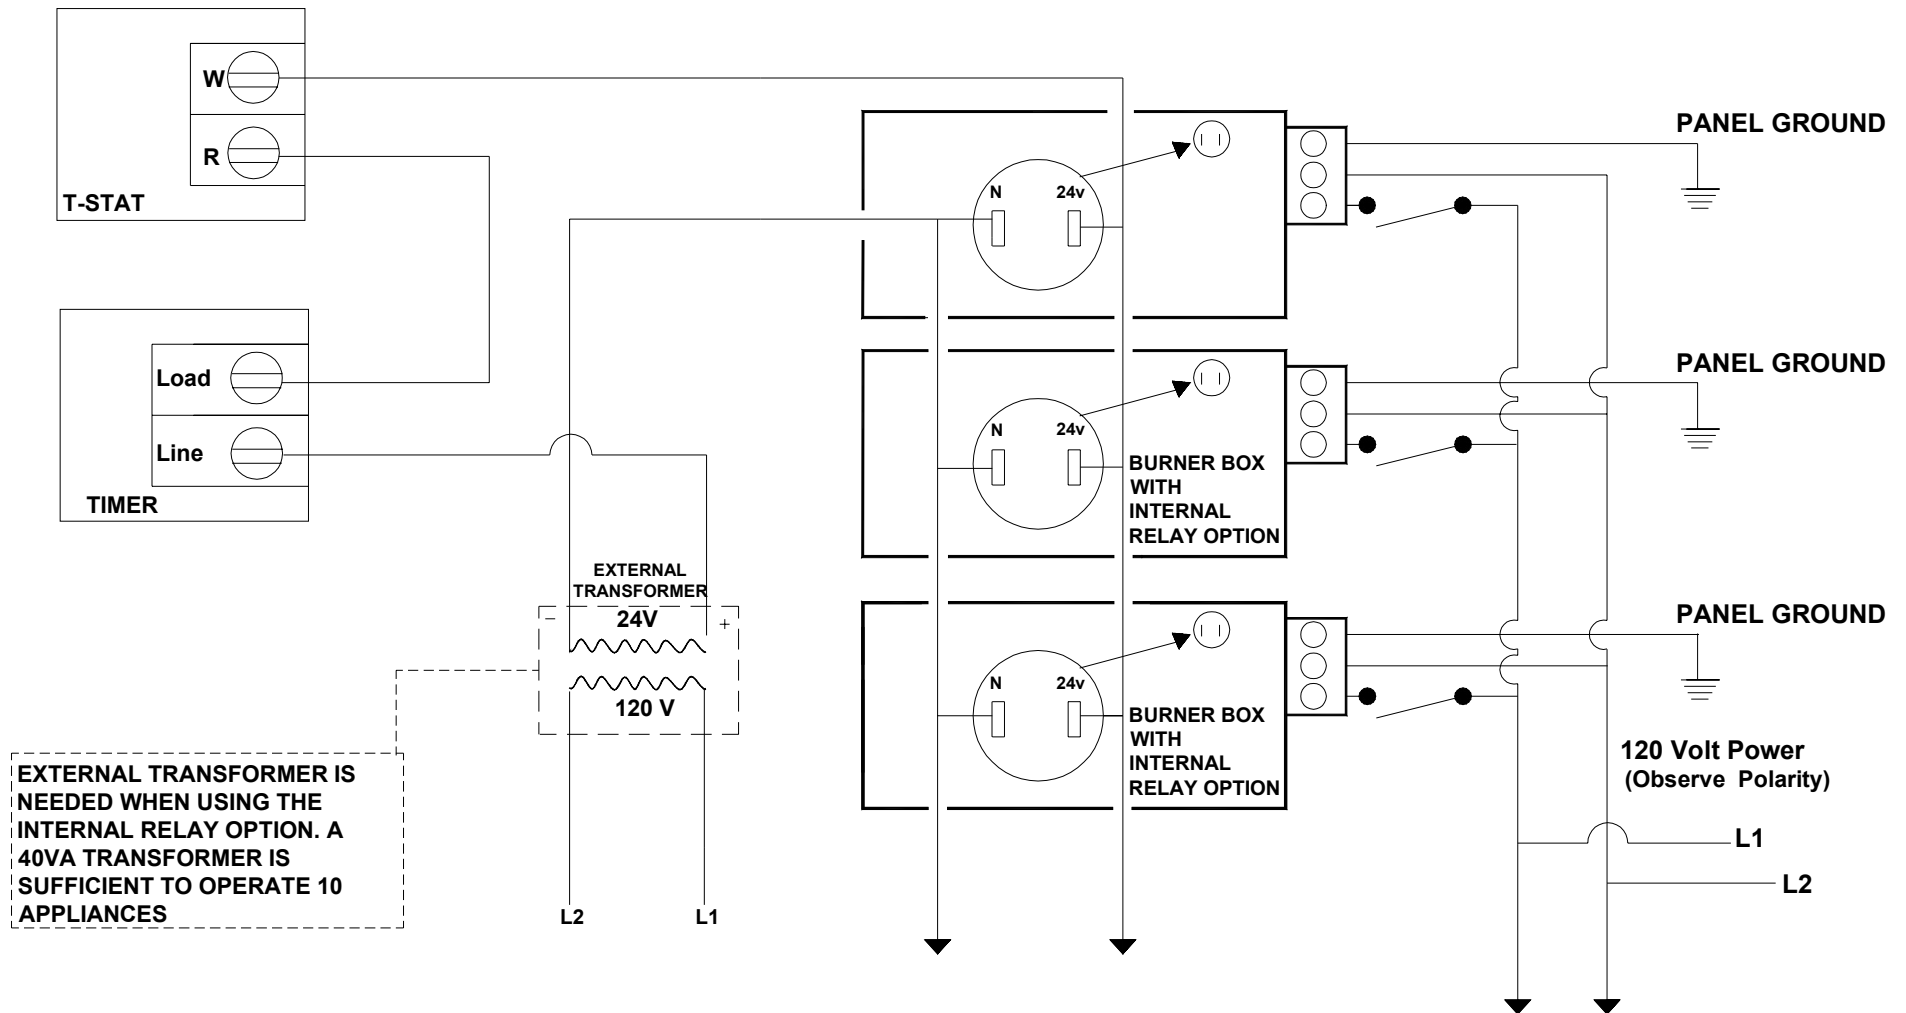 W
R
T-STAT
Load
Line
TIMER
EXTERNAL
TRANSFORMER
24V
– +
120 V
L2 L1
EXTERNAL TRANSFORMER IS
NEEDED WHEN USING THE
INTERNAL RELAY OPTION. A
40VA TRANSFORMER IS
SUFFICIENT TO OPERATE 10
APPLIANCES
N 24v
PANEL GROUND
N 24v
BURNER BOX
WITH
INTERNAL
RELAY OPTION
PANEL GROUND
N 24v
BURNER BOX
WITH
INTERNAL
RELAY OPTION
PANEL GROUND
120 Volt Power
(Observe Polarity)
L1
L2